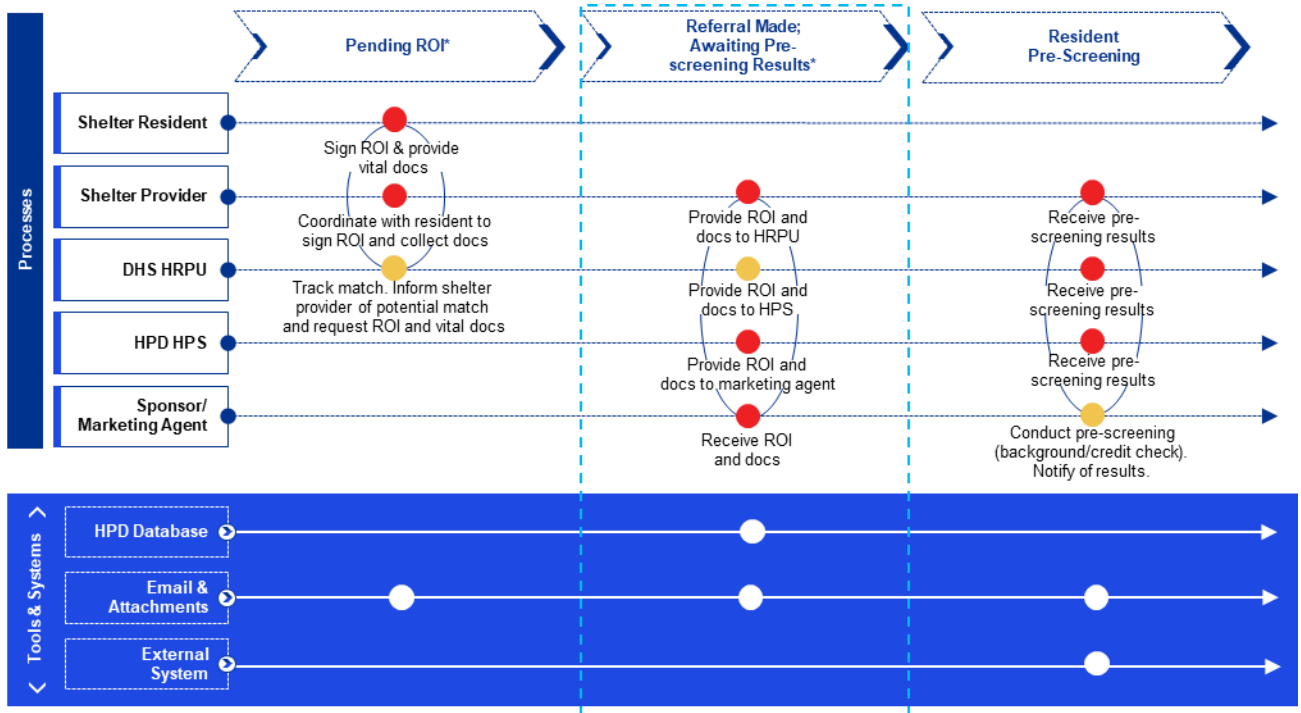 Pending ROI*
Referral Made;
Awaiting Pre-
screening Results*
Resident
Pre-Screening
Processes
Shelter Resident
Sign ROI & provide
vital docs
Shelter Provider
Coordinate with resident to
sign ROI and collect docs
Provide ROI and
docs to HRPU
Receive pre-
screening results
DHS HRPU
Track match. Inform shelter
provider of potential match
and request ROI and vital docs
Provide ROI and
docs to HPS
Receive pre-
screening results
HPD HPS
Provide ROI and
docs to marketing agent
Receive pre-
screening results
Sponsor/
Marketing Agent
Receive ROI
and docs
Conduct pre-screening
(background/credit check).
Notify of results.
Tools & Systems
HPD Database
Email &
Attachments
External
System